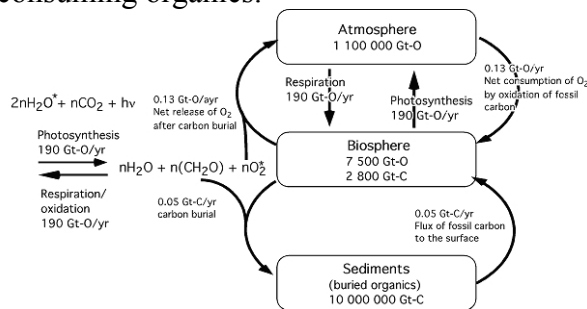 consuming organics.
Atmosphere
1 100 000 Gt-O
0.13 Gt-O/yr
Net consumption of O₂
by oxidation of fossil
carbon
Respiration
190 Gt-O/yr
Photosynthesis
190 Gt-O/yr
0.13 Gt-O/ayr
Net release of O₂
after carbon burial
2nH₂O* + nCO₂ + hν
Photosynthesis
190 Gt-O/yr
nH₂O + n(CH₂O) + nO₂*
Respiration/
oxidation
190 Gt-O/yr
Biosphere
7 500 Gt-O
2 800 Gt-C
0.05 Gt-C/yr
carbon burial
0.05 Gt-C/yr
Flux of fossil carbon
to the surface
Sediments
(buried organics)
10 000 000 Gt-C